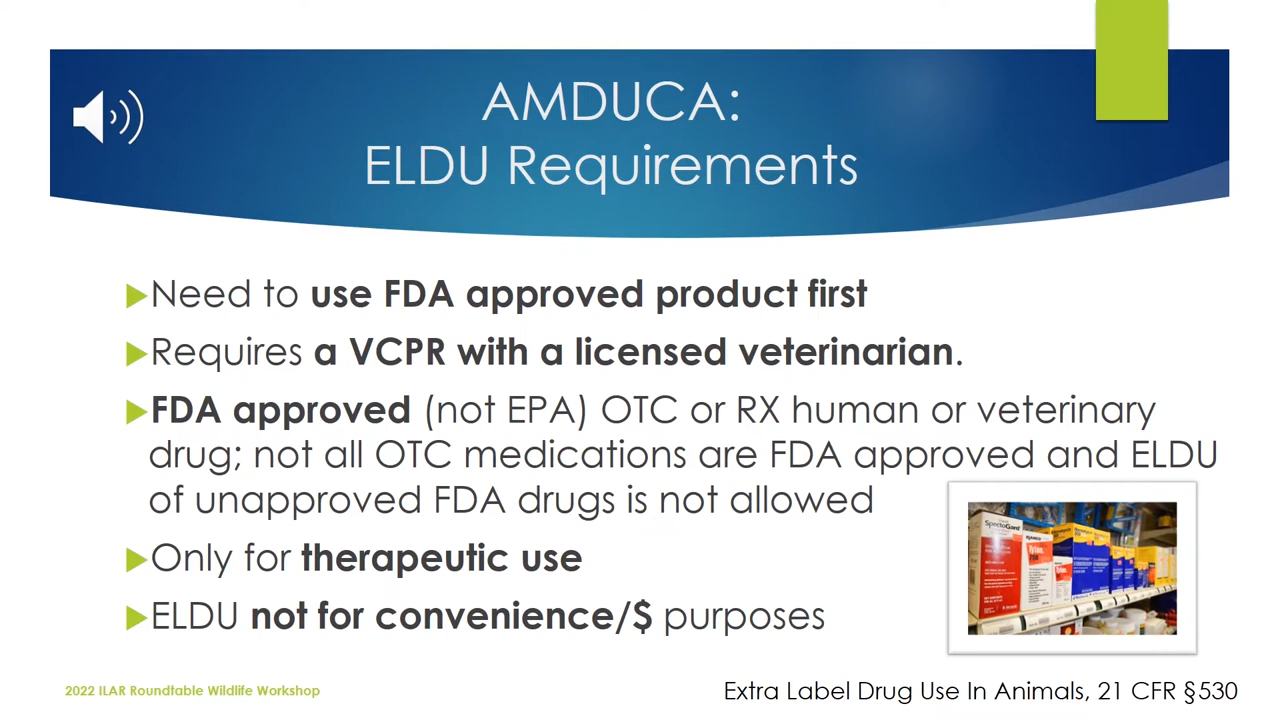 AMDUCA:
ELDU Requirements
Need to use FDA approved product first
Requires a VCPR with a licensed veterinarian.
FDA approved (not EPA) OTC or RX human or veterinary
drug; not all OTC medications are FDA approved and ELDU
of unapproved FDA drugs is not allowed
Only for therapeutic use
ELDU not for convenience/$ purposes
SpectoGard
Tylan
2022 ILAR Roundtable Wildlife Workshop
Extra Label Drug Use In Animals, 21 CFR §530